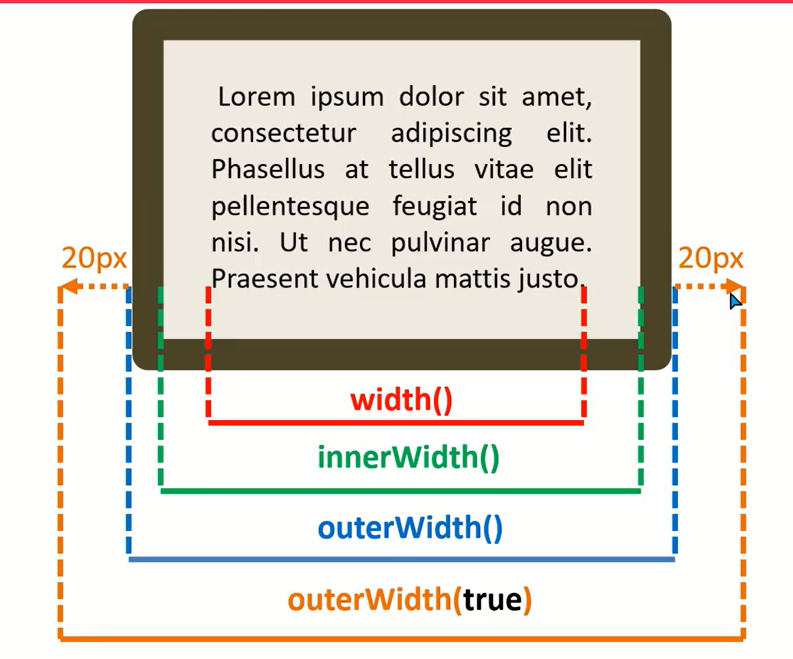 Lorem ipsum dolor sit amet,
consectetur adipiscing elit.
Phasellus at tellus vitae elit
pellentesque feugiat id non
nisi. Ut nec pulvinar augue.
Praesent vehicula mattis justo.
20px 20px
width()
innerWidth()
outerWidth()
outerWidth(true)